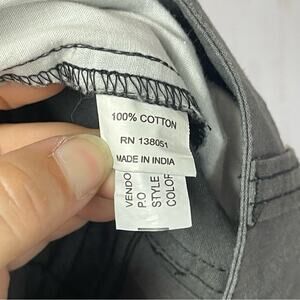 100% COTTON
RN 138051
MADE IN INDIA
VENDO
P.O
STYLE
COLOR